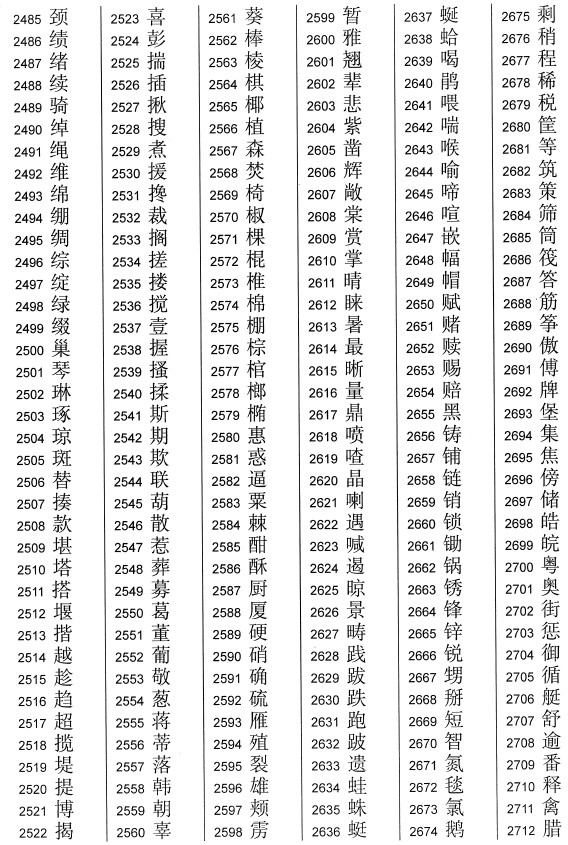 2485 颈
2486 绩
2487 绪
2488 续
2489 骑
2490 绰
2491 绳
2492 维
2493 绵
2494 绷
2495 绸
2496 综
2497 绽
2498 绿
2499 缀
2500 巢
2501 琴
2502 琳
2503 琢
2504 琼
2505 斑
2506 替
2507 揍
2508 款
2509 堪
2510 塔
2511 搭
2512 堰
2513 揩
2514 越
2515 趁
2516 趋
2517 超
2518 揽
2519 堤
2520 提
2521 博
2522 揭
2523 喜
2524 彭
2525 揣
2526 插
2527 揪
2528 搜
2529 煮
2530 援
2531 搀
2532 裁
2533 搁
2534 搓
2535 搂
2536 搅
2537 壹
2538 握
2539 搔
2540 揉
2541 斯
2542 期
2543 欺
2544 联
2545 葫
2546 散
2547 惹
2548 葬
2549 募
2550 葛
2551 董
2552 葡
2553 敬
2554 葱
2555 蒋
2556 蒂
2557 落
2558 韩
2559 朝
2560 辜
2561 葵
2562 棒
2563 棱
2564 棋
2565 椰
2566 植
2567 森
2568 焚
2569 椅
2570 椒
2571 棵
2572 棍
2573 椎
2574 棉
2575 棚
2576 棕
2577 棺
2578 榔
2579 椭
2580 惠
2581 惑
2582 逼
2583 粟
2584 棘
2585 酣
2586 酥
2587 厨
2588 厦
2589 硬
2590 硝
2591 确
2592 硫
2593 雁
2594 殖
2595 裂
2596 雄
2597 颊
2598 雳
2599 暂
2600 雅
2601 翘
2602 辈
2603 悲
2604 紫
2605 凿
2606 辉
2607 敞
2608 棠
2609 赏
2610 掌
2611 晴
2612 睐
2613 暑
2614 最
2615 晰
2616 量
2617 鼎
2618 喷
2619 喳
2620 晶
2621 喇
2622 遇
2623 喊
2624 遏
2625 晾
2626 景
2627 畴
2628 践
2629 跋
2630 跌
2631 跑
2632 跛
2633 遗
2634 蛙
2635 蛛
2636 蜓
2637 蜒
2638 蛤
2639 喝
2640 鹃
2641 喂
2642 喘
2643 喉
2644 喻
2645 啼
2646 喧
2647 嵌
2648 幅
2649 帽
2650 赋
2651 赌
2652 赎
2653 赐
2654 赔
2655 黑
2656 铸
2657 铺
2658 链
2659 销
2660 锁
2661 锄
2662 锅
2663 锈
2664 锋
2665 锌
2666 锐
2667 甥
2668 掰
2669 短
2670 智
2671 氮
2672 毯
2673 氯
2674 鹅
2675 剩
2676 稍
2677 程
2678 稀
2679 税
2680 筐
2681 等
2682 筑
2683 策
2684 筛
2685 筒
2686 筏
2687 答
2688 筋
2689 筝
2690 傲
2691 傅
2692 牌
2693 堡
2694 集
2695 焦
2696 傍
2697 储
2698 皓
2699 皖
2700 粤
2701 奥
2702 街
2703 惩
2704 御
2705 循
2706 艇
2707 舒
2708 逾
2709 番
2710 释
2711 禽
2712 腊